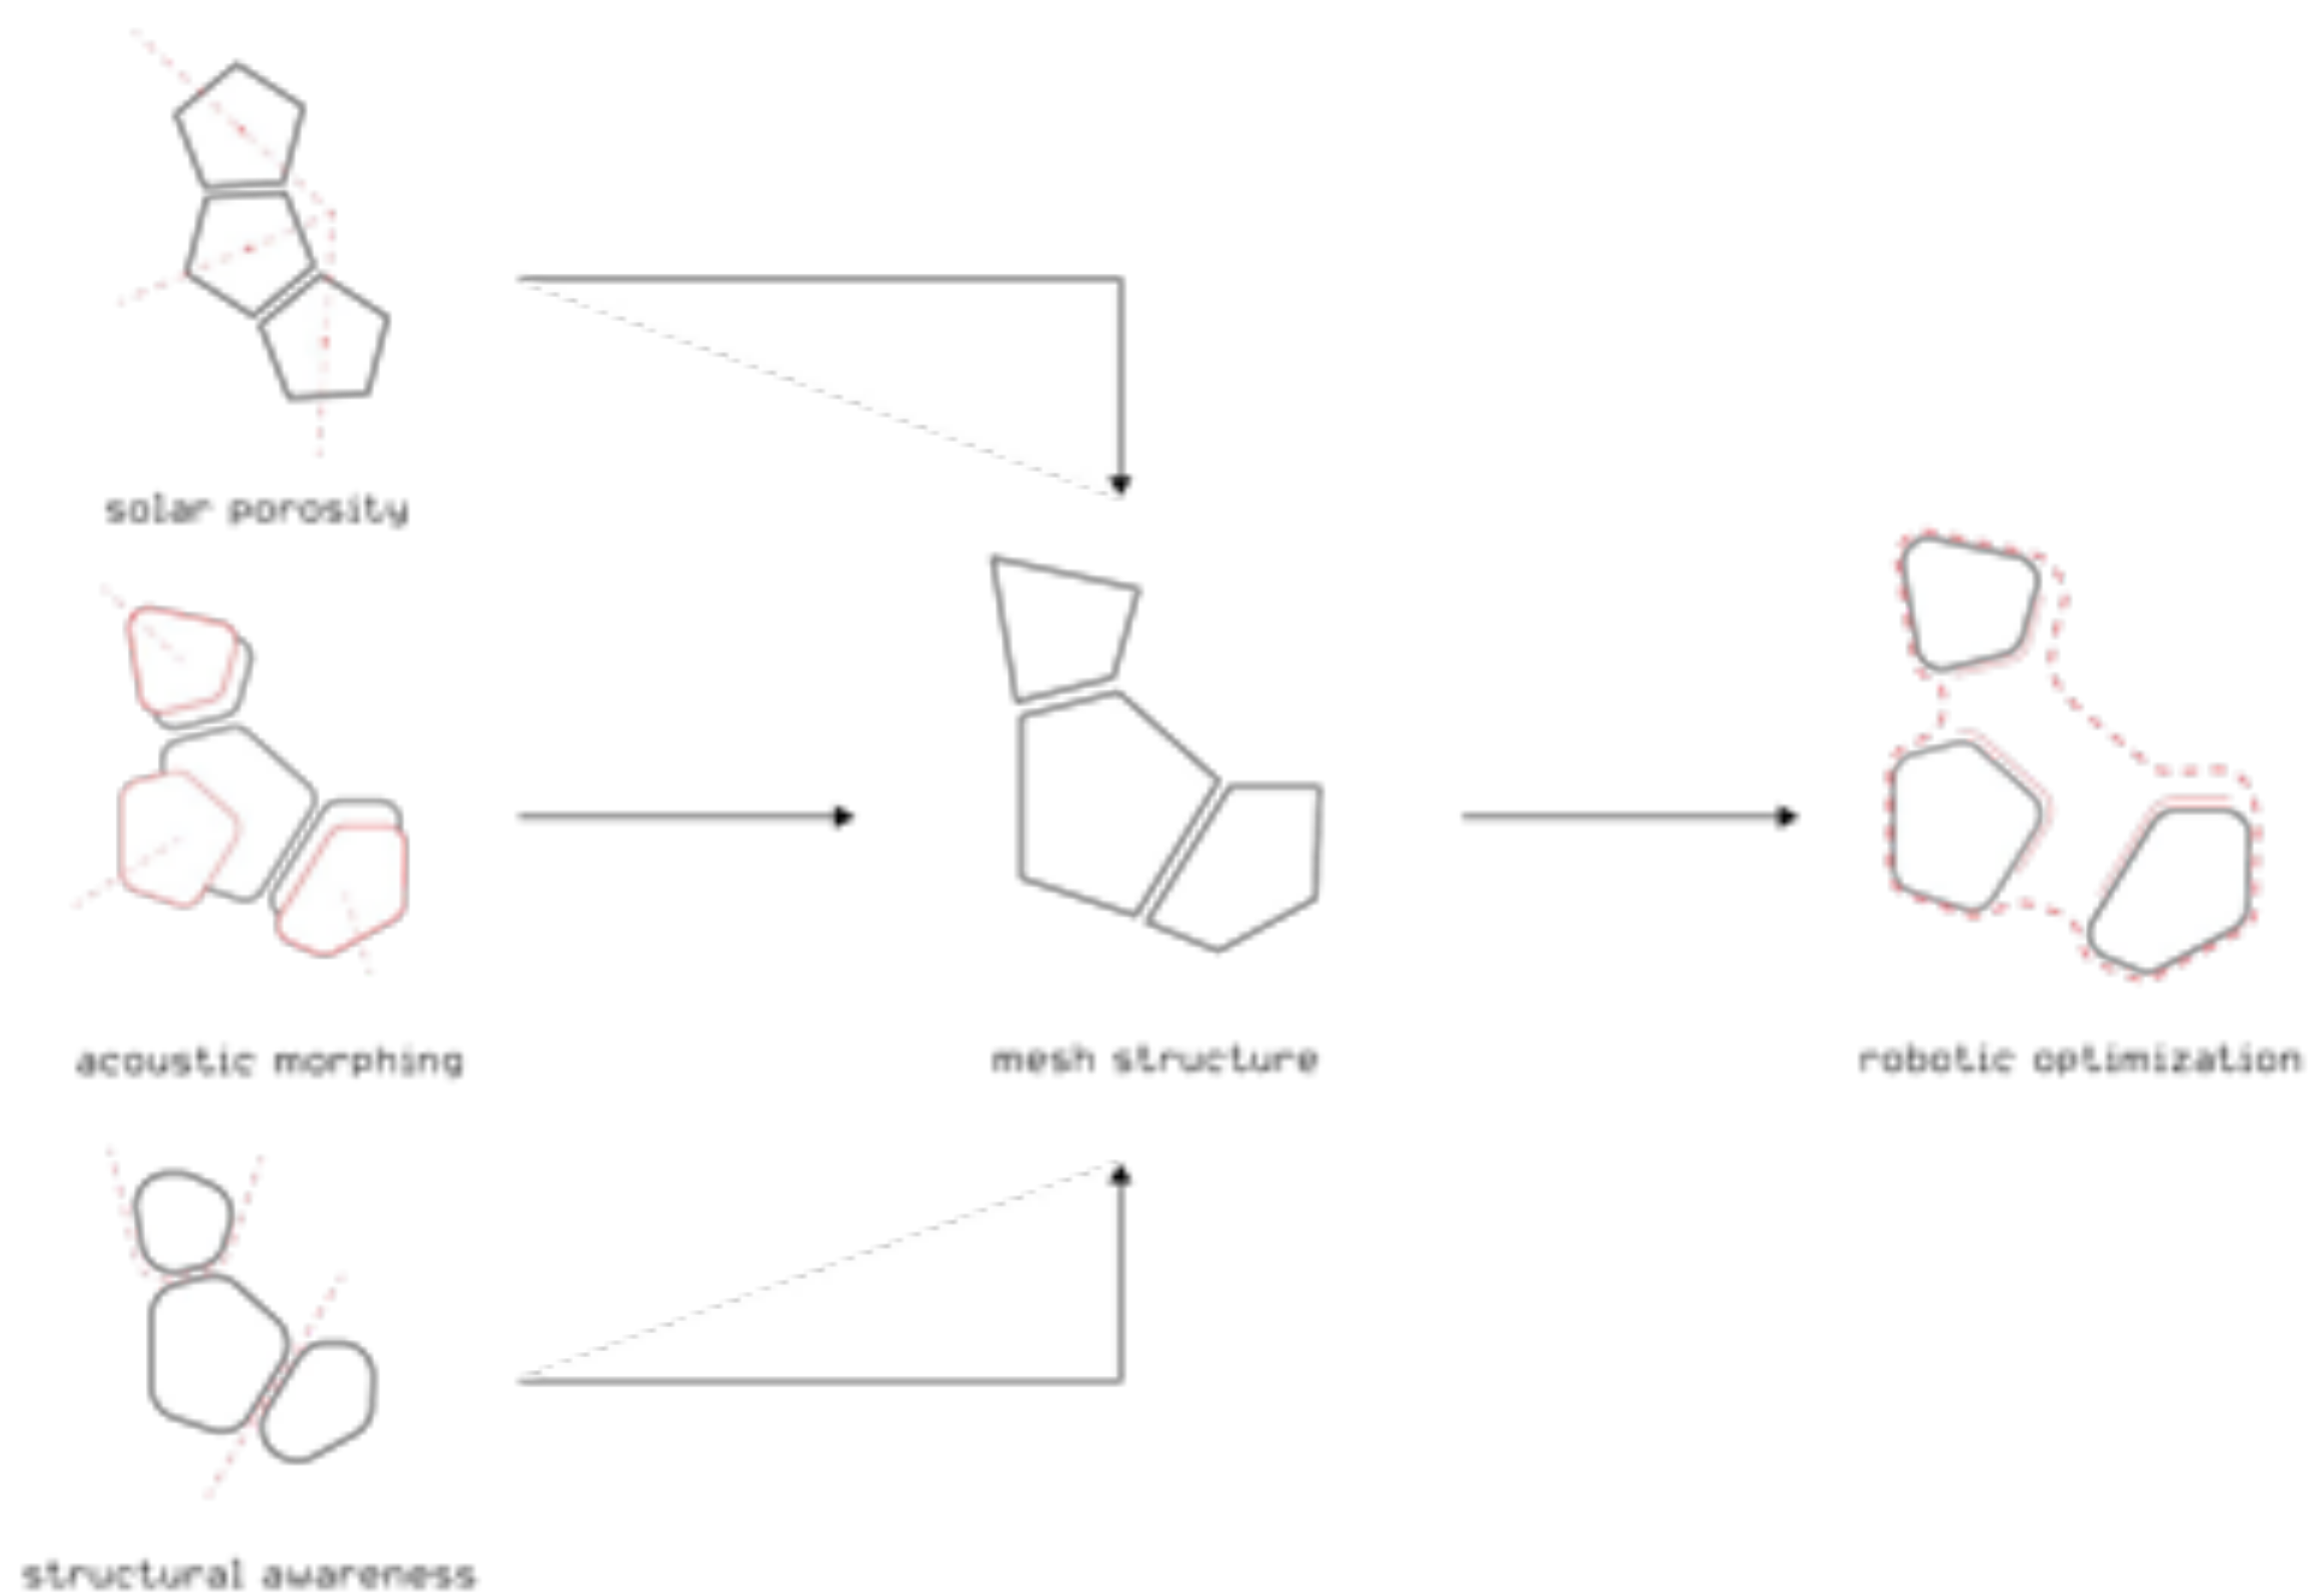 solar porosity
acoustic morphing
mesh structure
robotic optimization
structural awareness